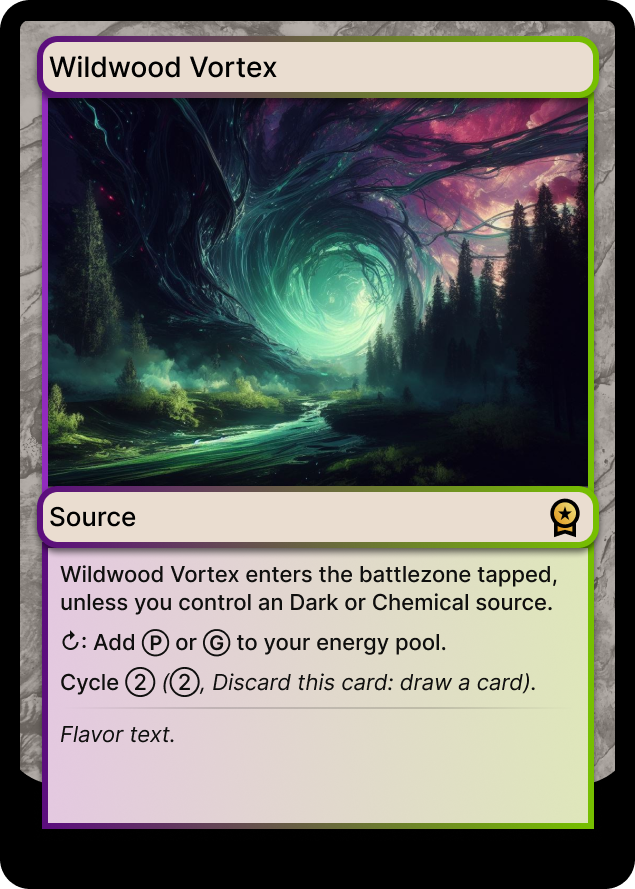 Wildwood Vortex
Source
Wildwood Vortex enters the battlezone tapped,
unless you control an Dark or Chemical source.
↻: Add Ⓟ or Ⓖ to your energy pool.
Cycle ② (②, Discard this card: draw a card).
Flavor text.